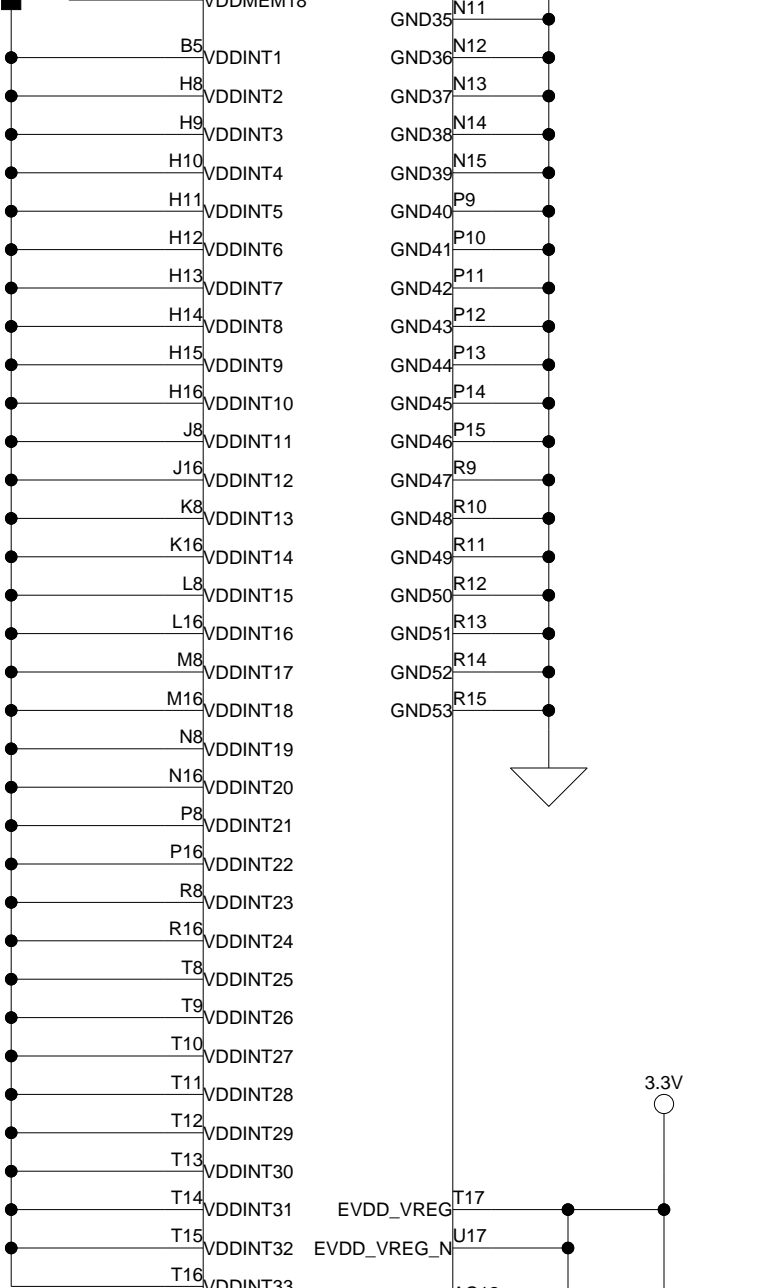 VDDMEM18
N11
GND35
B5
VDDINT1
GND36
N12
H8
VDDINT2
GND37
N13
H9
VDDINT3
GND38
N14
H10
VDDINT4
GND39
N15
H11
VDDINT5
GND40
P9
H12
VDDINT6
GND41
P10
H13
VDDINT7
GND42
P11
H14
VDDINT8
GND43
P12
H15
VDDINT9
GND44
P13
H16
VDDINT10
GND45
P14
J8
VDDINT11
GND46
P15
J16
VDDINT12
GND47
R9
K8
VDDINT13
GND48
R10
K16
VDDINT14
GND49
R11
L8
VDDINT15
GND50
R12
L16
VDDINT16
GND51
R13
M8
VDDINT17
GND52
R14
M16
VDDINT18
GND53
R15
N8
VDDINT19
N16
VDDINT20
P8
VDDINT21
P16
VDDINT22
R8
VDDINT23
R16
VDDINT24
T8
VDDINT25
T9
VDDINT26
T10
VDDINT27
T11
VDDINT28
3.3V
T12
VDDINT29
T13
VDDINT30
T14
VDDINT31
EVDD_VREG
T17
T15
VDDINT32
EVDD_VREG_N
U17
T16
VDDINT33